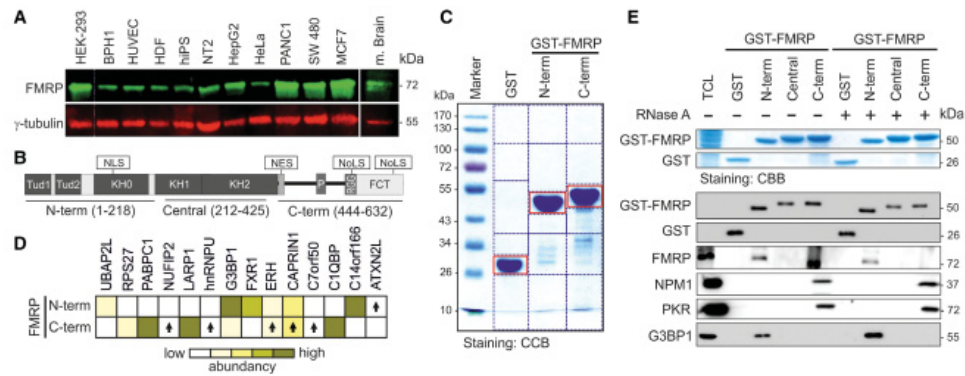 A
HEK-293
BPH1
HUVEC
HDF
hiPS
NT2
HepG2
HeLa
PANC1
SW 480
MCF7
m. Brain
kDa
FMRP
72
γ-tubulin
55
B
NLS
NES
NoLS
NoLS
Tud1
Tud2
KH0
KH1
KH2
P
RGG
FCT
N-term (1-218)
Central (212-425)
C-term (444-632)
D
UBAP2L
RPS27
PABPC1
NUFIP2
LARP1
hnRNPU
G3BP1
FXR1
ERH
CAPRIN1
C7orf50
C1QBP
C14orf166
ATXN2L
FMRP
N-term
C-term
low
high
abundancy
C
GST-FMRP
Marker
GST
N-term
C-term
kDa
170
130
100
72
55
43
34
26
10
Staining: CCB
E
GST-FMRP
GST-FMRP
TCL
GST
N-term
Central
C-term
GST
N-term
Central
C-term
RNase A
– – – – – + + + +
kDa
GST-FMRP
50
GST
26
Staining: CBB
GST-FMRP
50
GST
26
FMRP
72
NPM1
37
PKR
72
G3BP1
55